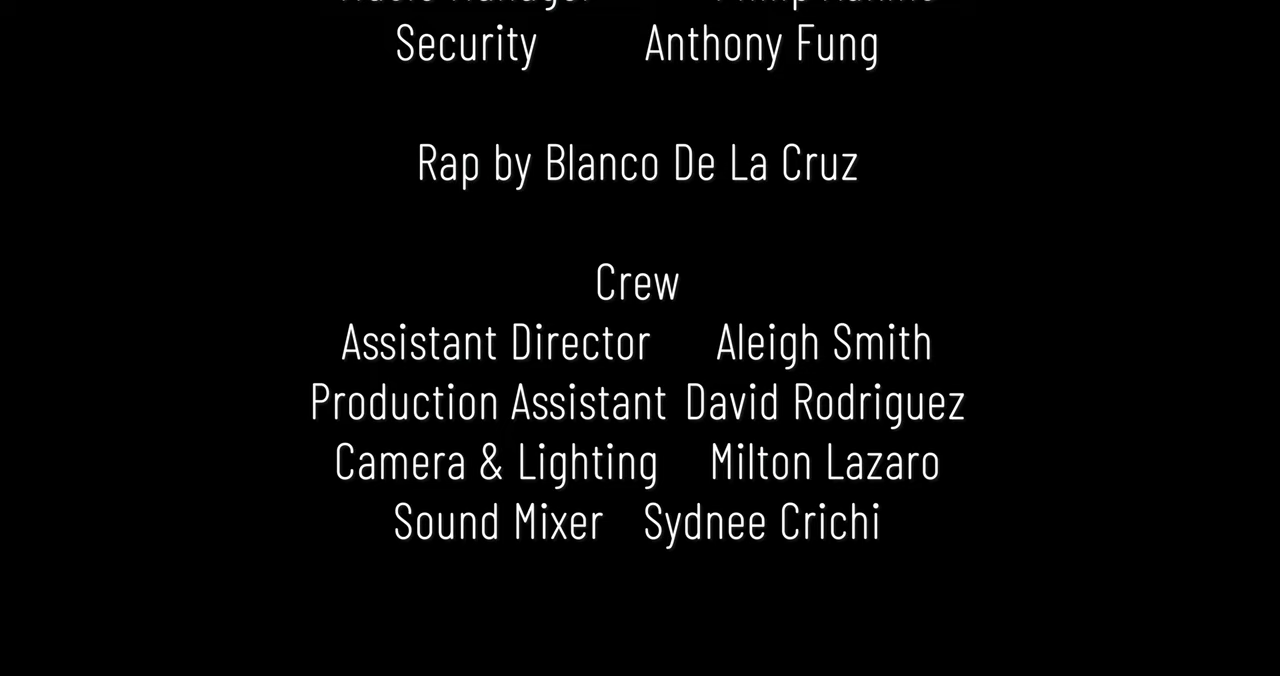 Security Anthony Fung
Rap by Blanco De La Cruz
Crew
Assistant Director Aleigh Smith
Production Assistant David Rodriguez
Camera & Lighting Milton Lazaro
Sound Mixer Sydnee Crichi